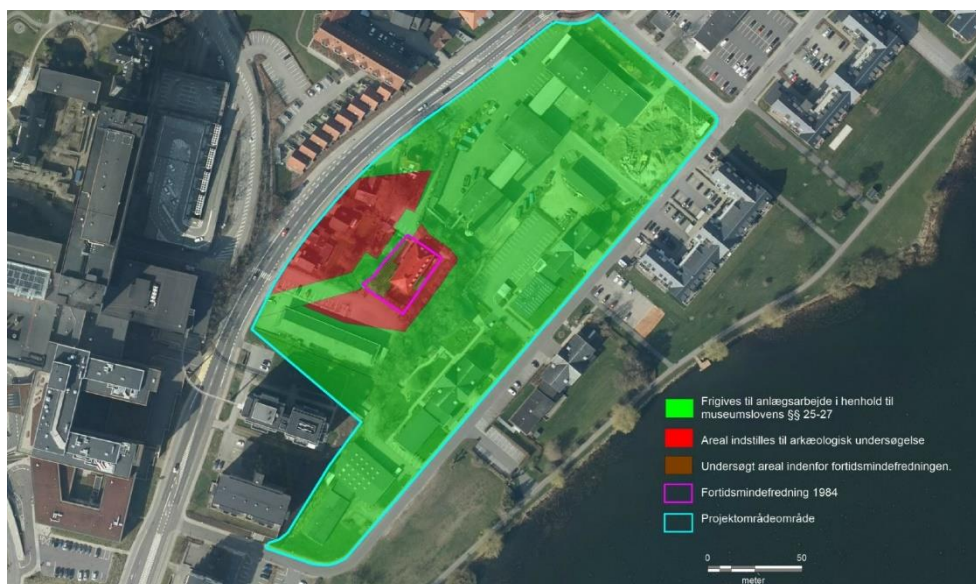 Frigives til anlægsarbejde i henhold til
museumslovens §§ 25-27
Areal indstilles til arkæologisk undersøgelse
Undersøgt areal indenfor fortidsmindefredningen.
Fortidsmindefredning 1984
Projektområdeområde
0 50
meter